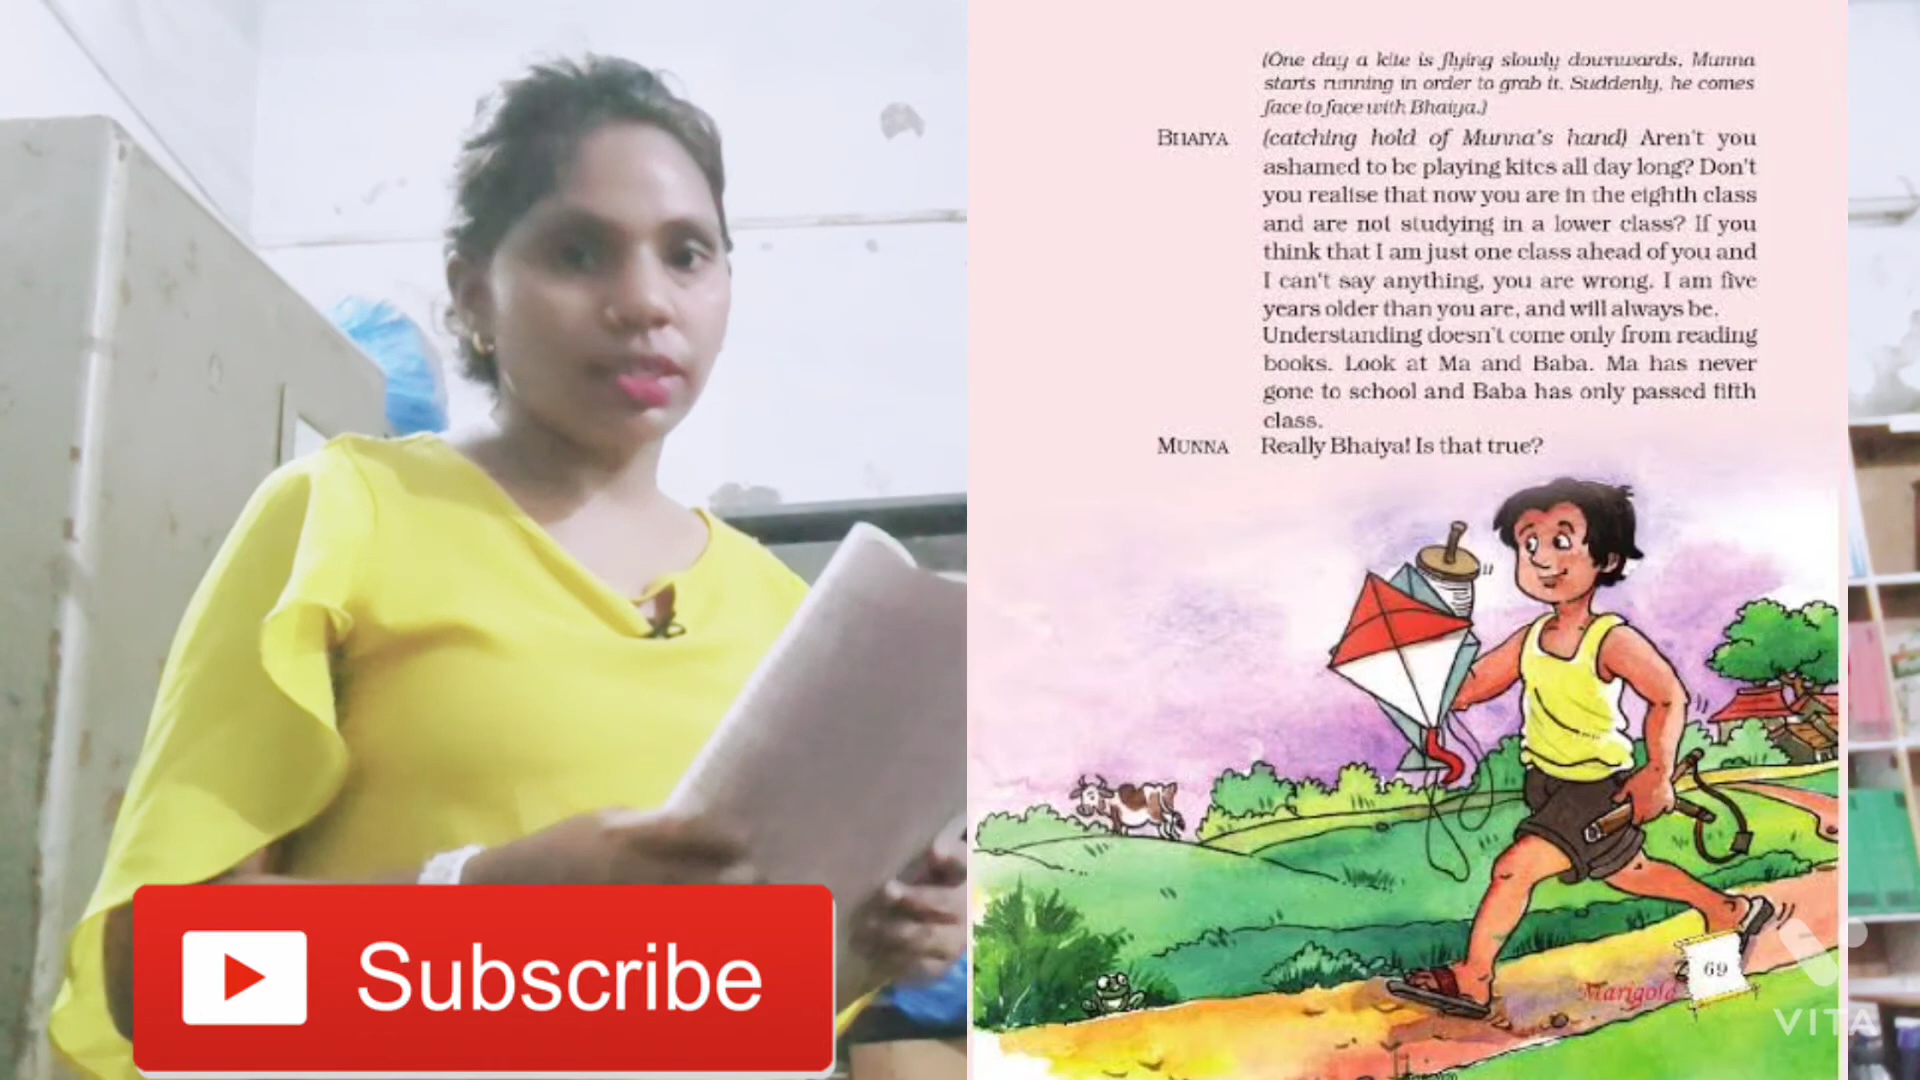 (One day a kite is flying slowly downwards, Munna
starts running in order to grab it. Suddenly, he comes
face to face with Bhaiya.)
BHAIYA (catching hold of Munna's hand) Aren't you
ashamed to be playing kites all day long? Don't
you realise that now you are in the eighth class
and are not studying in a lower class? If you
think that I am just one class ahead of you and
I can't say anything, you are wrong. I am five
years older than you are, and will always be.
Understanding doesn't come only from reading
books. Look at Ma and Baba. Ma has never
gone to school and Baba has only passed fifth
class.
MUNNA Really Bhaiya! Is that true?
Subscribe
69
Marigold
VITA